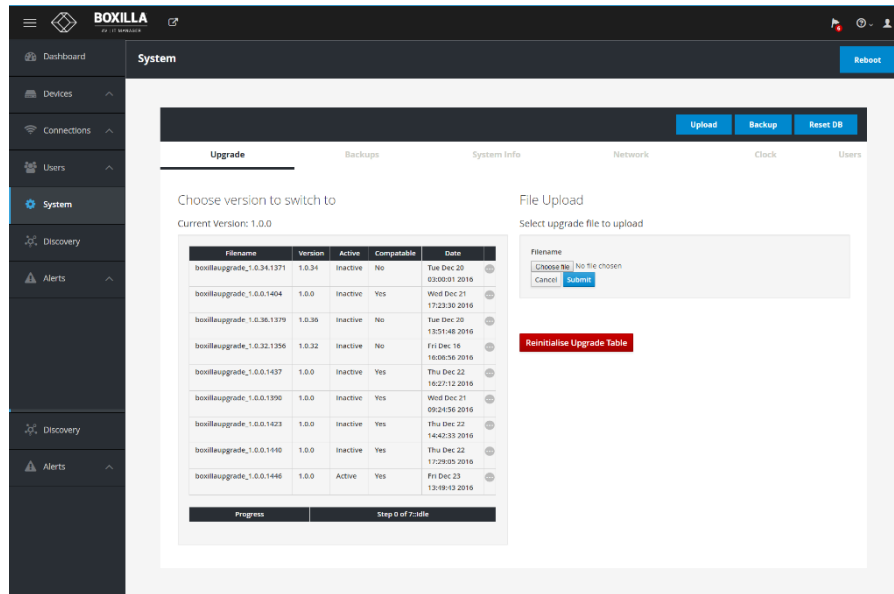 BOXILLA
6
Dashboard
System
Reboot
Devices
Connections
Upload Backup Reset DB
Users
Upgrade Backups System Info Network Clock Users
System
Choose version to switch to
File Upload
Current Version: 1.0.0
Select upgrade file to upload
Discovery
Filename Version Active Compatable Date
Filename
boxillaupgrade_1.0.34.1371 1.0.34 Inactive No Tue Dec 20
03:00:01 2016
Choose file No file chosen
Cancel Submit
Alerts
boxillaupgrade_1.0.0.1404 1.0.0 Inactive Yes Wed Dec 21
17:23:30 2016
boxillaupgrade_1.0.36.1379 1.0.36 Inactive No Tue Dec 20
13:51:48 2016
Reinitialise Upgrade Table
boxillaupgrade_1.0.32.1356 1.0.32 Inactive No Fri Dec 16
16:06:56 2016
boxillaupgrade_1.0.0.1437 1.0.0 Inactive Yes Thu Dec 22
16:27:12 2016
boxillaupgrade_1.0.0.1390 1.0.0 Inactive Yes Wed Dec 21
09:24:56 2016
boxillaupgrade_1.0.0.1423 1.0.0 Inactive Yes Thu Dec 22
14:42:33 2016
Discovery
boxillaupgrade_1.0.0.1440 1.0.0 Inactive Yes Thu Dec 22
17:29:05 2016
Alerts
boxillaupgrade_1.0.0.1446 1.0.0 Active Yes Fri Dec 23
13:49:43 2016
Progress Step 0 of 7::Idle